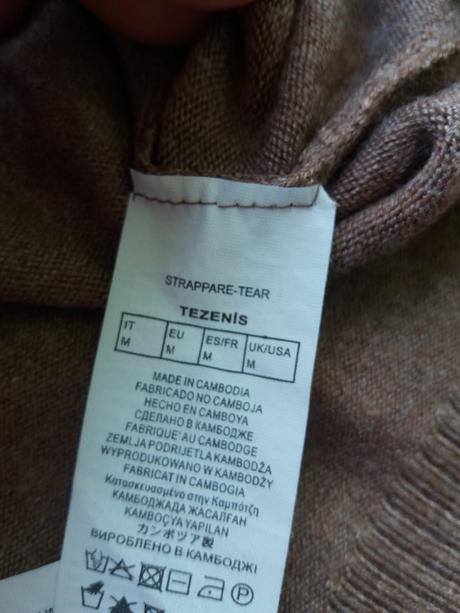 STRAPPARE-TEAR
TEZENIS
IT EU ES/FR UK/USA
M M M M
MADE IN CAMBODIA
FABRICADO NO CAMBOJA
HECHO EN CAMBOYA
СДЕЛАНО В КАМБОДЖЕ
FABRIQUE' AU CAMBODGE
ZEMLJA PODRIJETLA KAMBODŽA
WYPRODUKOWANO W KAMBODŻY
FABRICAT IN CAMBOGIA
Κατασκευασμένο στην Καμπότζη
КАМБОДЖАДА ЖАСАЛҒАН
KAMBOÇYA YAPILAN
カンボツア製
ВИРОБЛЕНО В КАМБОДЖІ
P